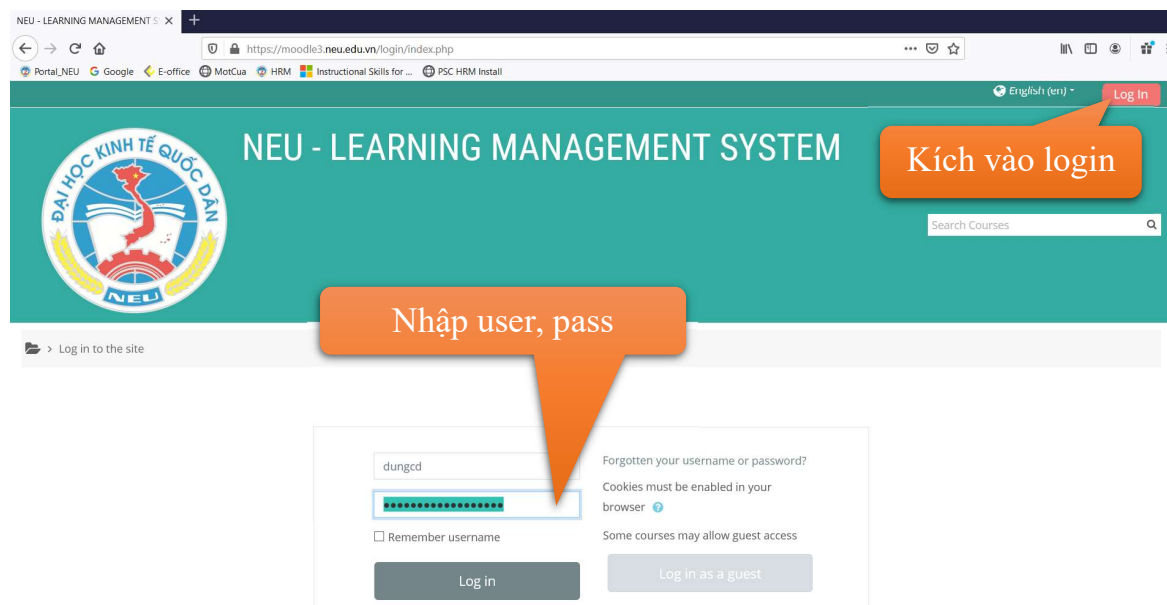 NEU - LEARNING MANAGEMENT S
https://moodle3.neu.edu.vn/login/index.php
Portal_NEU Google E-office MotCua HRM Instructional Skills for ... PSC HRM Install
English (en)
Log In
Kích vào login
ĐẠI HỌC KINH TẾ QUỐC DÂN
NEU
NEU - LEARNING MANAGEMENT SYSTEM
Search Courses
Nhập user, pass
> Log in to the site
dungcd
••••••••••••••••••
Remember username
Log in
Forgotten your username or password?
Cookies must be enabled in your
browser ?
Some courses may allow guest access
Log in as a guest